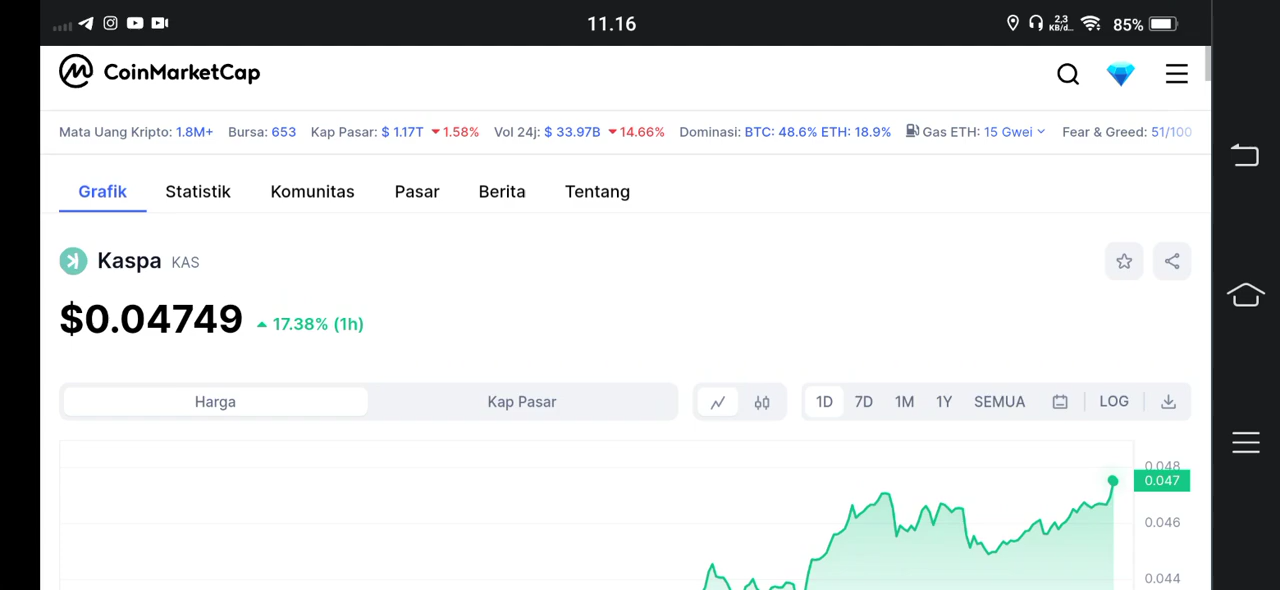 11.16
2,3
KB/d...
85%
CoinMarketCap
Mata Uang Kripto: 1.8M+ Bursa: 653 Kap Pasar: $ 1.17T 1.58% Vol 24j: $ 33.97B 14.66% Dominasi: BTC: 48.6% ETH: 18.9% Gas ETH: 15 Gwei Fear & Greed: 51/100
Grafik Statistik Komunitas Pasar Berita Tentang
Kaspa KAS
$0.04749 17.38% (1h)
Harga Kap Pasar 1D 7D 1M 1Y SEMUA LOG
0.048
0.047
0.046
0.044